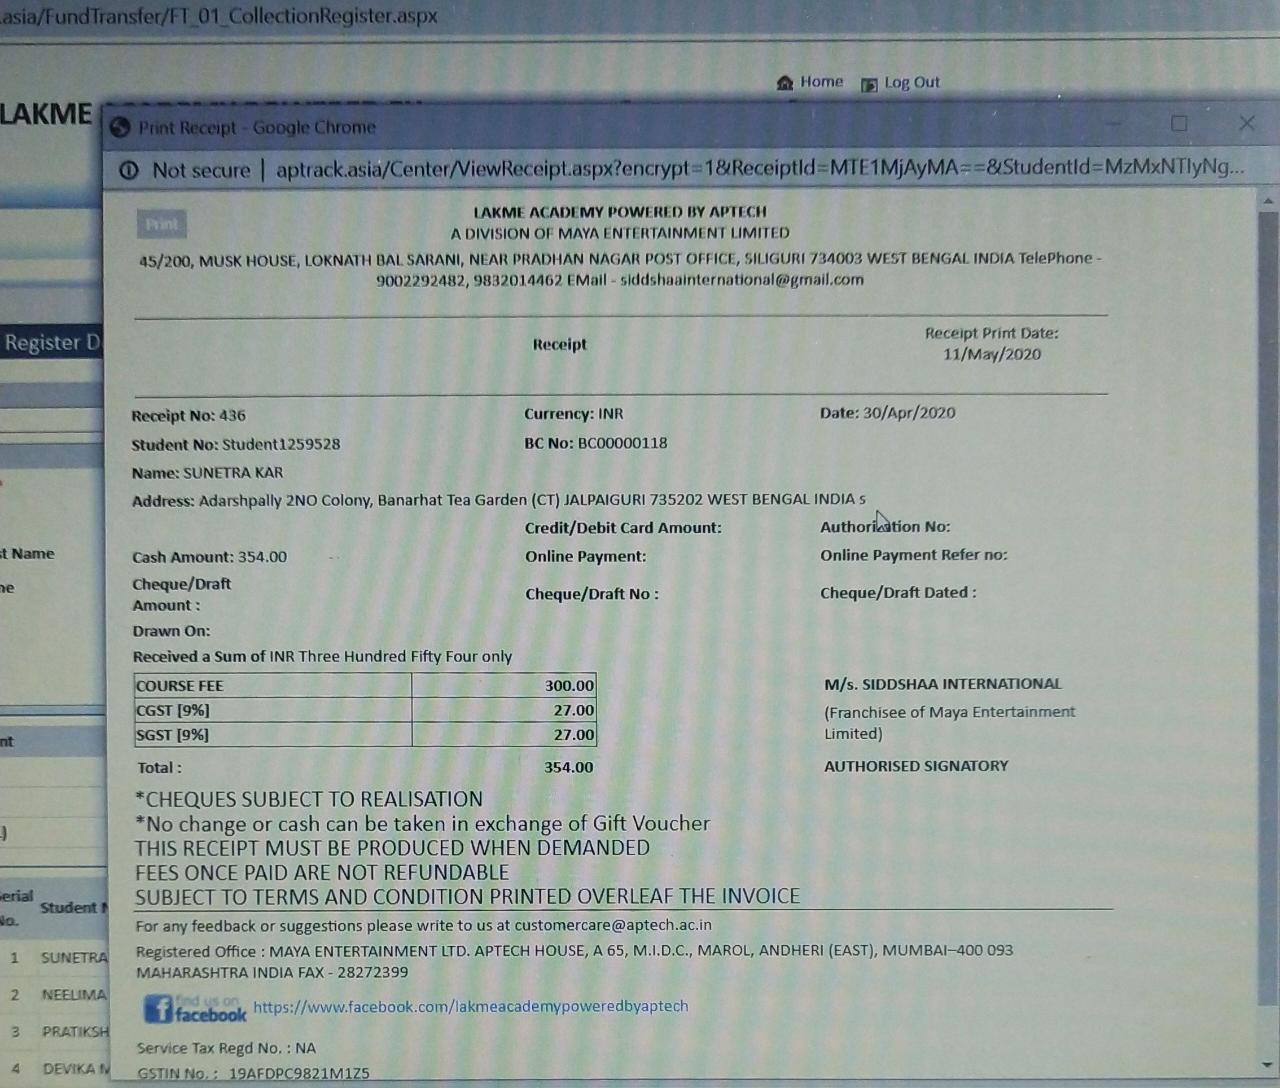 .asia/FundTransfer/FT_01_CollectionRegister.aspx
Home Log Out
LAKME
Print Receipt - Google Chrome
Not secure | aptrack.asia/Center/ViewReceipt.aspx?encrypt=1&ReceiptId=MTE1MjAyMA==&StudentId=MzMxNTIyNg...
Print
LAKME ACADEMY POWERED BY APTECH
A DIVISION OF MAYA ENTERTAINMENT LIMITED
45/200, MUSK HOUSE, LOKNATH BAL SARANI, NEAR PRADHAN NAGAR POST OFFICE, SILIGURI 734003 WEST BENGAL INDIA TelePhone -
9002292482, 9832014462 EMail - siddshaainternational@gmail.com
Register D
Receipt
Receipt Print Date:
11/May/2020
Receipt No: 436 Currency: INR Date: 30/Apr/2020
Student No: Student1259528 BC No: BC00000118
Name: SUNETRA KAR
Address: Adarshpally 2NO Colony, Banarhat Tea Garden (CT) JALPAIGURI 735202 WEST BENGAL INDIA s
Credit/Debit Card Amount: Authorisation No:
t Name
Cash Amount: 354.00 Online Payment: Online Payment Refer no:
ne
Cheque/Draft
Amount : Cheque/Draft No : Cheque/Draft Dated :
Drawn On:
Received a Sum of INR Three Hundred Fifty Four only
COURSE FEE 300.00
CGST [9%] 27.00
SGST [9%] 27.00
Total : 354.00
M/s. SIDDSHAA INTERNATIONAL
(Franchisee of Maya Entertainment
Limited)
AUTHORISED SIGNATORY
nt
*CHEQUES SUBJECT TO REALISATION
*No change or cash can be taken in exchange of Gift Voucher
THIS RECEIPT MUST BE PRODUCED WHEN DEMANDED
FEES ONCE PAID ARE NOT REFUNDABLE
SUBJECT TO TERMS AND CONDITION PRINTED OVERLEAF THE INVOICE
For any feedback or suggestions please write to us at customercare@aptech.ac.in
Registered Office : MAYA ENTERTAINMENT LTD. APTECH HOUSE, A 65, M.I.D.C., MAROL, ANDHERI (EAST), MUMBAI–400 093
MAHARASHTRA INDIA FAX - 28272399
find us on
facebook https://www.facebook.com/lakmeacademypoweredbyaptech
Service Tax Regd No. : NA
GSTIN No. : 19AFDPC9821M1Z5
erial
No. Student N
1 SUNETRA
2 NEELIMA
3 PRATIKSH
4 DEVIKA M